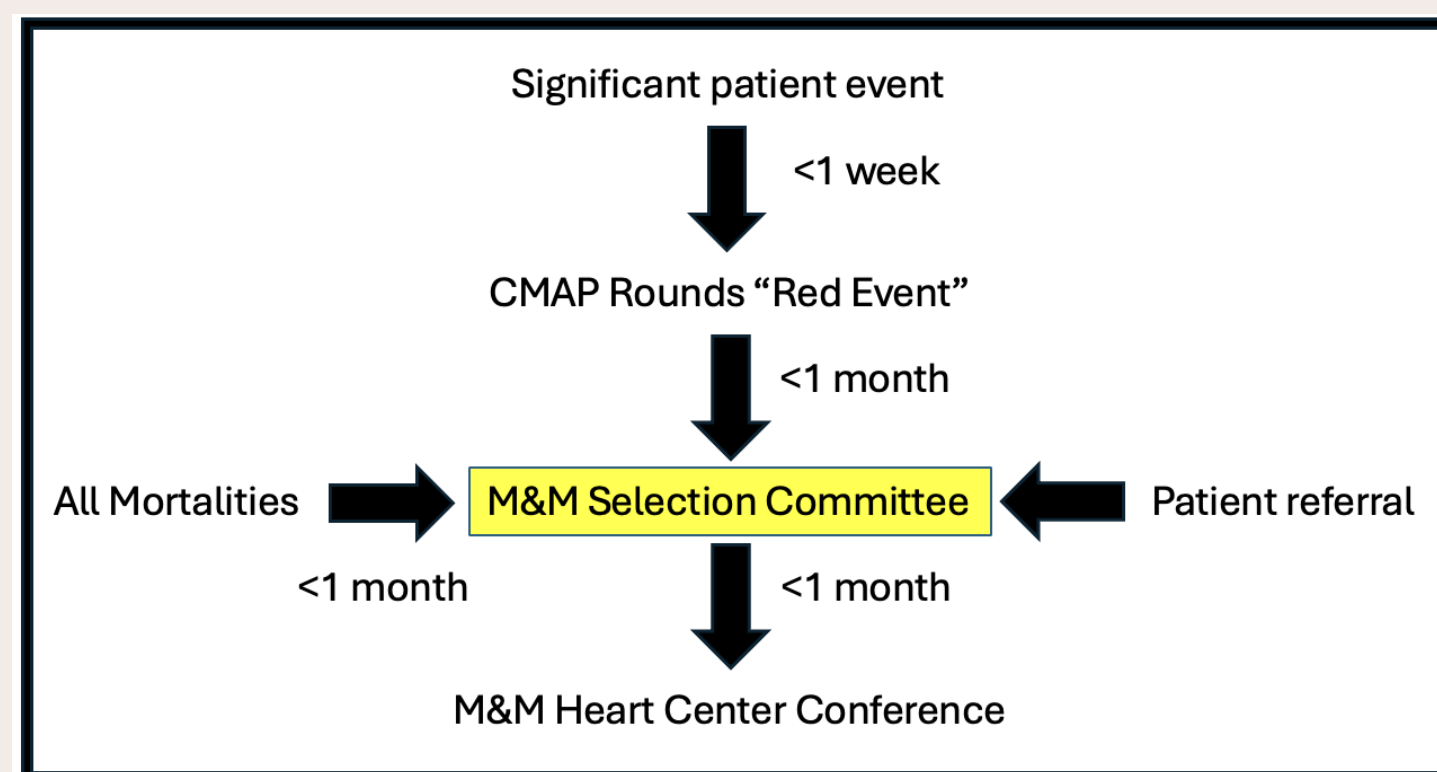 Significant patient event
<1 week
CMAP Rounds “Red Event”
<1 month
All Mortalities
M&M Selection Committee
Patient referral
<1 month
<1 month
M&M Heart Center Conference